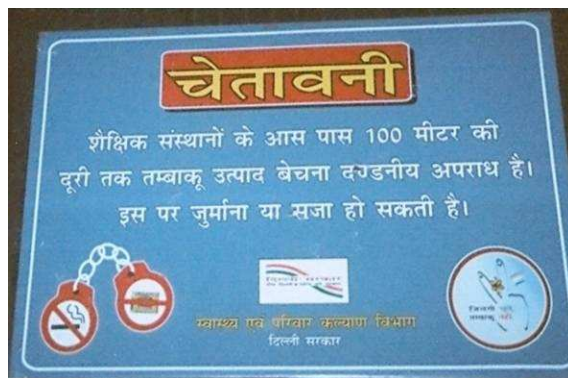 चेतावनी
शैक्षिक संस्थानों के आस पास 100 मीटर की
दूरी तक तम्बाकू उत्पाद बेचना दण्डनीय अपराध है।
इस पर जुर्माना या सजा हो सकती है।
दिल्ली सरकार
स्वास्थ्य एवं परिवार कल्याण विभाग
दिल्ली सरकार